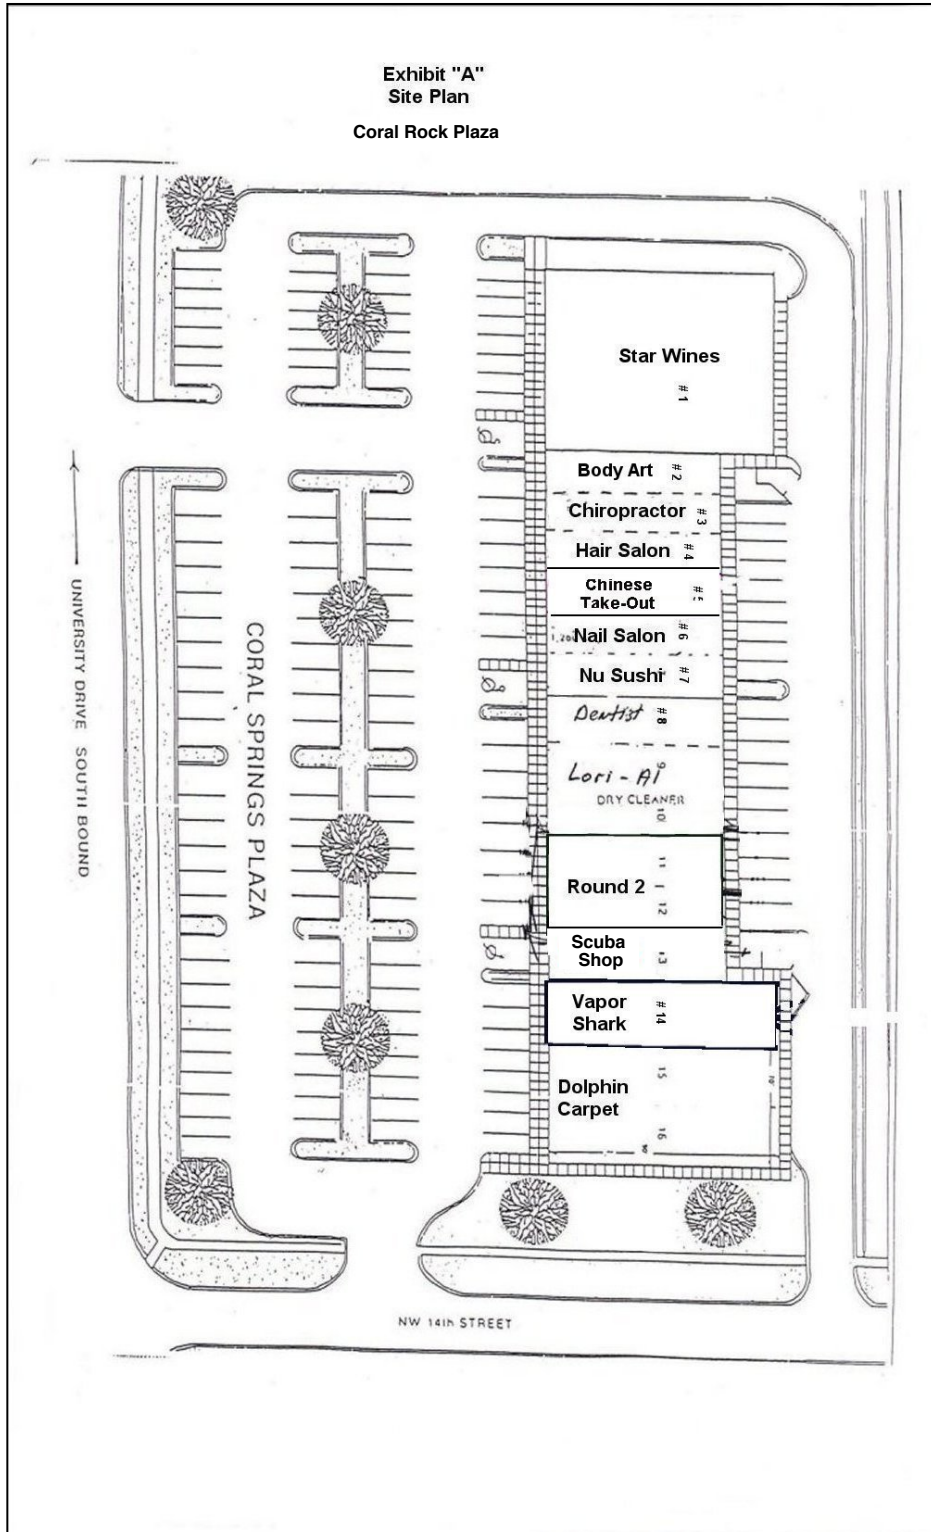 Exhibit "A"
Site Plan
Coral Rock Plaza
Star Wines
#1
Body Art #2
Chiropractor #3
Hair Salon #4
Chinese
Take-Out
Nail Salon #6
Nu Sushi #7
Dentist #8
Lori-Al 9
DRY CLEANER
10
11
Round 2
12
Scuba
Shop
Vapor
Shark
#14
15
Dolphin
Carpet
16
UNIVERSITY DRIVE SOUTH BOUND
CORAL SPRINGS PLAZA
NW 14th STREET